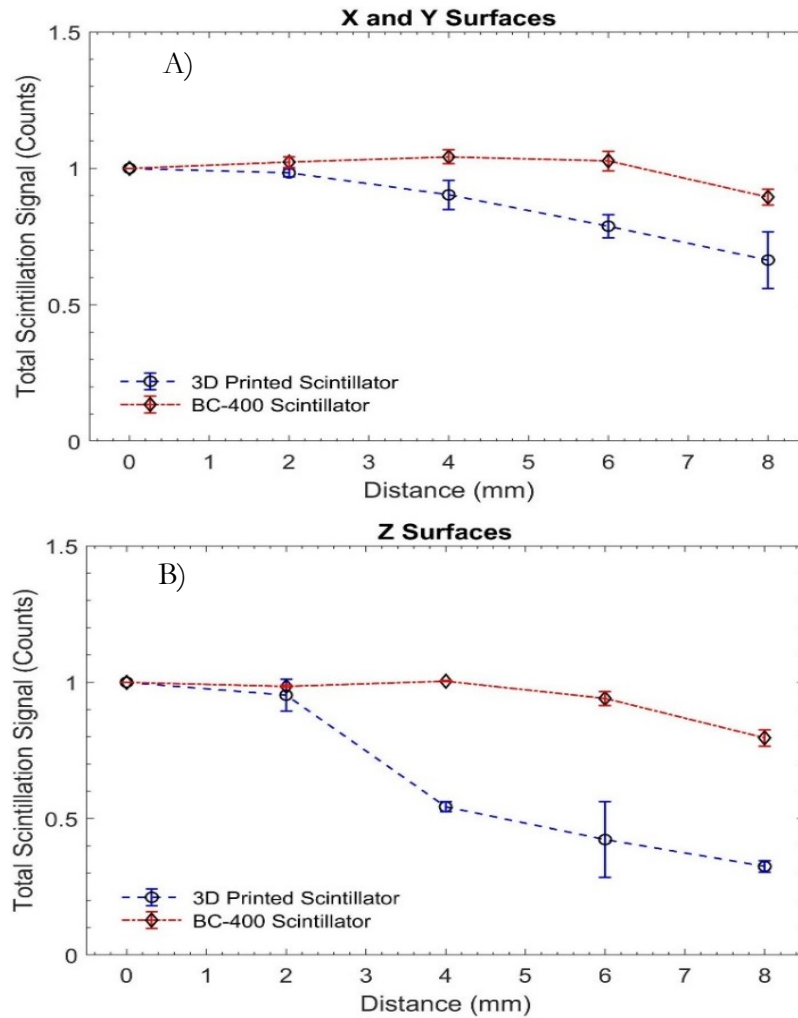 X and Y Surfaces
A)
1.5
1
0.5
0
Total Scintillation Signal (Counts)
3D Printed Scintillator
BC-400 Scintillator
0 1 2 3 4 5 6 7 8
Distance (mm)
Z Surfaces
B)
1.5
1
0.5
0
Total Scintillation Signal (Counts)
3D Printed Scintillator
BC-400 Scintillator
0 1 2 3 4 5 6 7 8
Distance (mm)